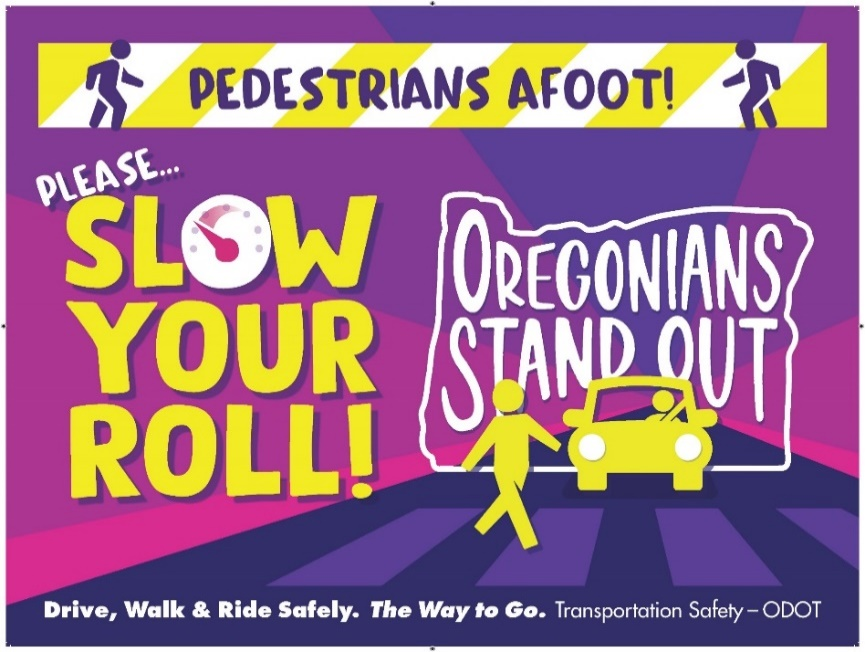 PEDESTRIANS AFOOT!
PLEASE...
SLOW
YOUR
ROLL!
OREGONIANS
STAND OUT
Drive, Walk & Ride Safely. The Way to Go. Transportation Safety – ODOT